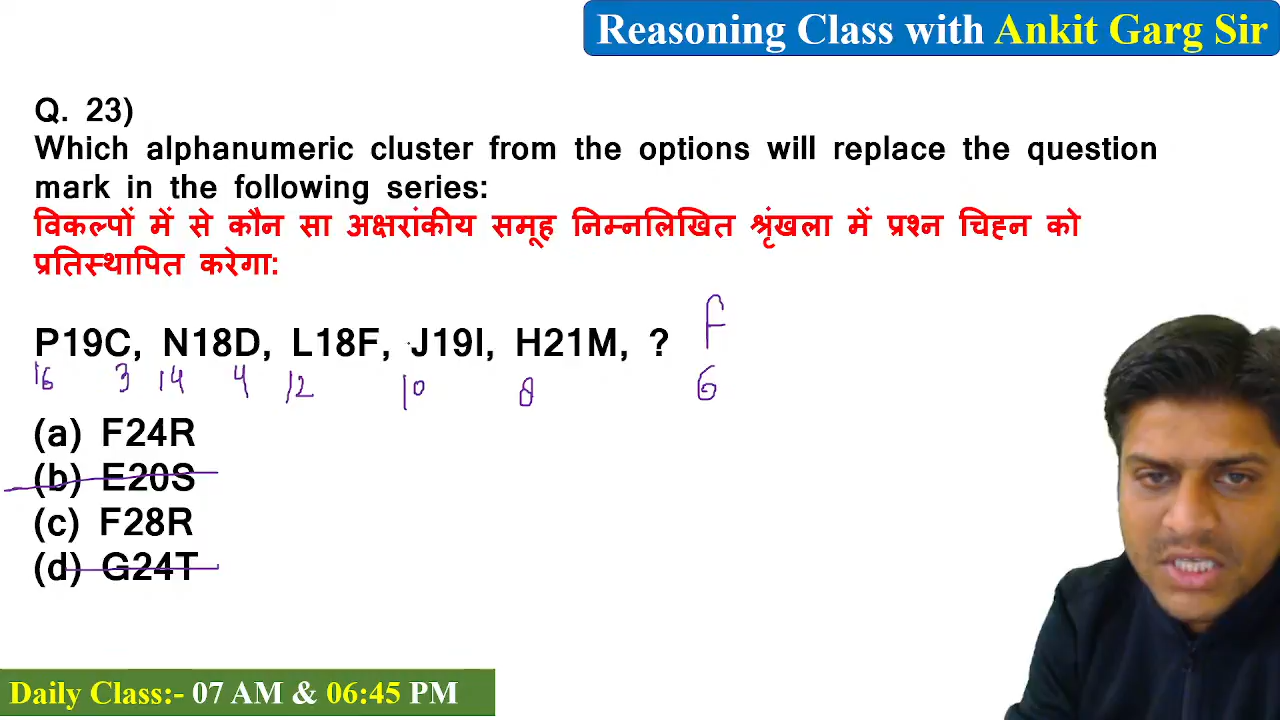 Reasoning Class with Ankit Garg Sir
Q. 23)
Which alphanumeric cluster from the options will replace the question
mark in the following series:
विकल्पों में से कौन सा अक्षरांकीय समूह निम्नलिखित श्रृंखला में प्रश्न चिह्न को
प्रतिस्थापित करेगा:
P19C, N18D, L18F, J19I, H21M, ? F
16 3 14 4 12 10 8 6
(a) F24R
(b) E20S
(c) F28R
(d) G24T
Daily Class:- 07 AM & 06:45 PM